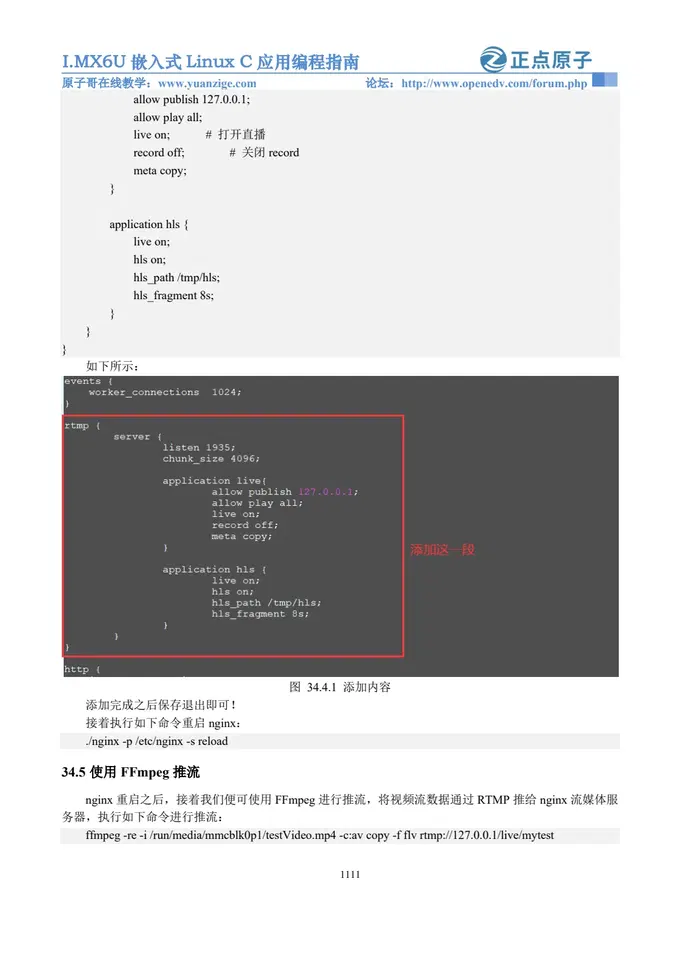 I.MX6U 嵌入式 Linux C 应用编程指南
正点原子
原子哥在线教学：www.yuanzige.com 论坛：http://www.openedv.com/forum.php
allow publish 127.0.0.1;
allow play all;
live on; # 打开直播
record off; # 关闭 record
meta copy;
}
application hls {
live on;
hls on;
hls_path /tmp/hls;
hls_fragment 8s;
}
}
}
如下所示：
events {
worker_connections 1024;
}
rtmp {
server {
listen 1935;
chunk_size 4096;
application live{
allow publish 127.0.0.1;
allow play all;
live on;
record off;
meta copy;
}
添加这一段
application hls {
live on;
hls on;
hls_path /tmp/hls;
hls_fragment 8s;
}
}
}
http {
图 34.4.1 添加内容
添加完成之后保存退出即可！
接着执行如下命令重启 nginx：
./nginx -p /etc/nginx -s reload
34.5 使用 FFmpeg 推流
nginx 重启之后，接着我们便可使用 FFmpeg 进行推流，将视频流数据通过 RTMP 推给 nginx 流媒体服
务器，执行如下命令进行推流：
ffmpeg -re -i /run/media/mmcblk0p1/testVideo.mp4 -c:av copy -f flv rtmp://127.0.0.1/live/mytest
1111